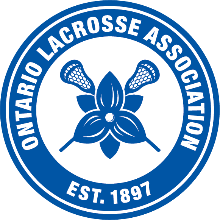 ONTARIO LACROSSE ASSOCIATION
EST. 1897